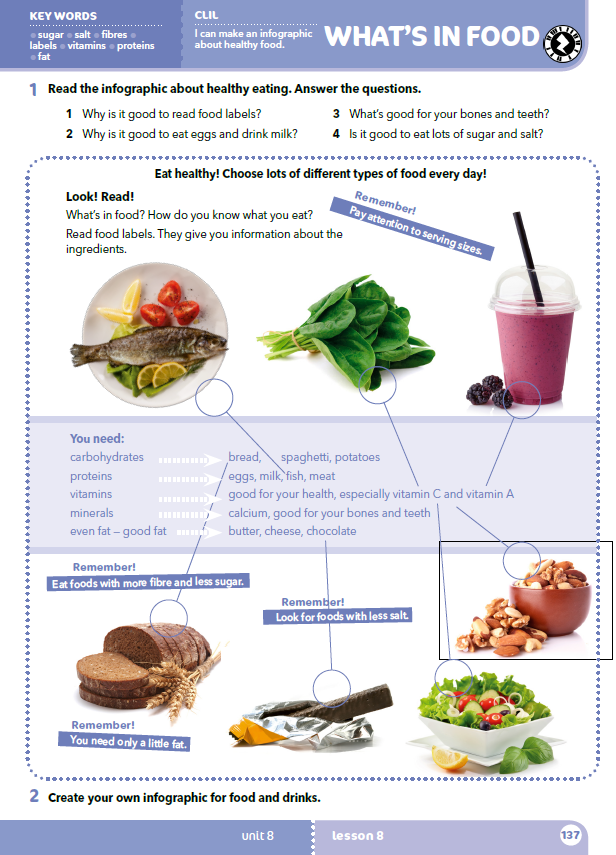 KEY WORDS
sugar salt fibres
labels vitamins proteins
fat
CLIL
I can make an infographic
about healthy food.
WHAT'S IN FOOD
1 Read the infographic about healthy eating. Answer the questions.
1 Why is it good to read food labels?
2 Why is it good to eat eggs and drink milk?
3 What's good for your bones and teeth?
4 Is it good to eat lots of sugar and salt?
Eat healthy! Choose lots of different types of food every day!
Look! Read!
What's in food? How do you know what you eat?
Read food labels. They give you information about the
ingredients.
Remember!
Pay attention to serving sizes.
You need:
carbohydrates bread, spaghetti, potatoes
proteins eggs, milk, fish, meat
vitamins good for your health, especially vitamin C and vitamin A
minerals calcium, good for your bones and teeth
even fat – good fat butter, cheese, chocolate
Remember!
Eat foods with more fibre and less sugar.
Remember!
Look for foods with less salt.
Remember!
You need only a little fat.
2 Create your own infographic for food and drinks.
unit 8 lesson 8 137